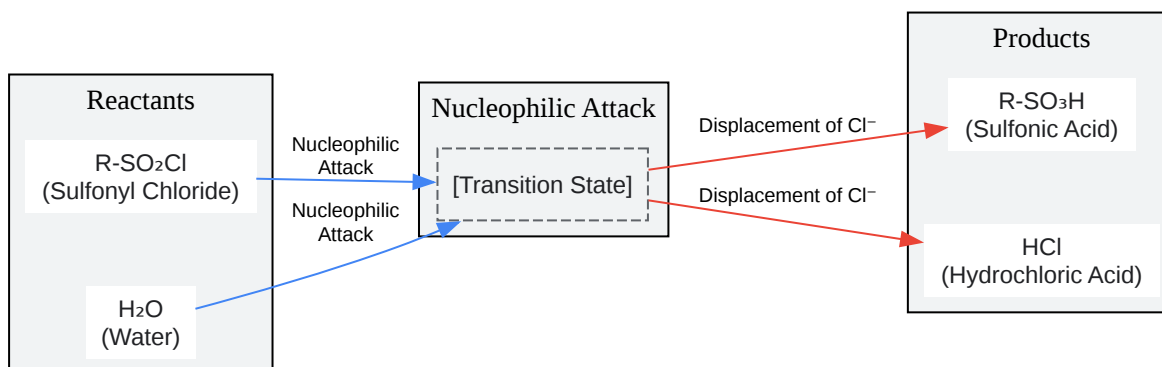 Reactants
R-SO₂Cl
(Sulfonyl Chloride)
H₂O
(Water)
Nucleophilic
Attack
Nucleophilic
Attack
Nucleophilic Attack
[Transition State]
Displacement of Cl⁻
Displacement of Cl⁻
Products
R-SO₃H
(Sulfonic Acid)
HCl
(Hydrochloric Acid)